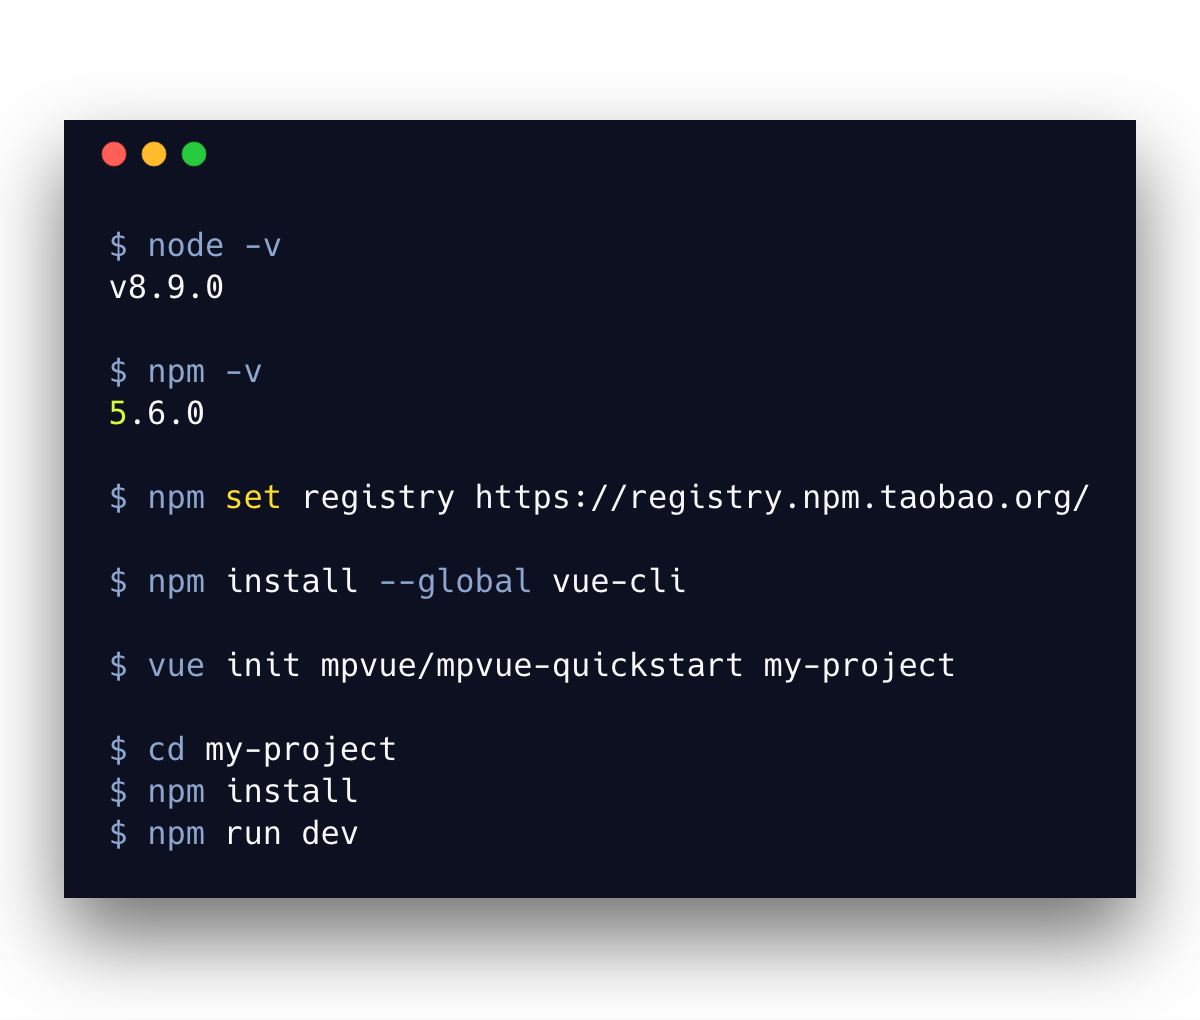 $ node -v
v8.9.0
$ npm -v
5.6.0
$ npm set registry https://registry.npm.taobao.org/
$ npm install --global vue-cli
$ vue init mpvue/mpvue-quickstart my-project
$ cd my-project
$ npm install
$ npm run dev